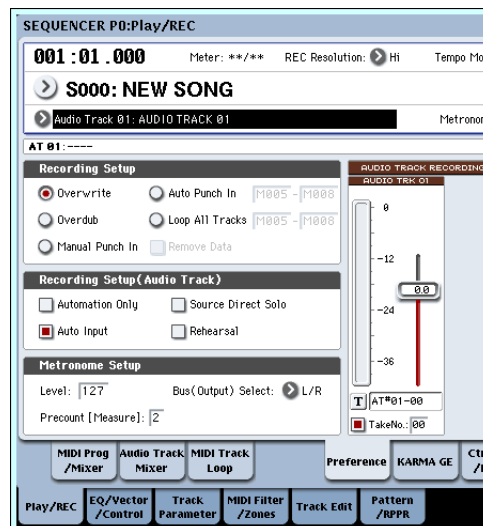 SEQUENCER P0:Play/REC
001:01.000 Meter: **/** REC Resolution: Hi Tempo Mo
S000: NEW SONG
Audio Track 01: AUDIO TRACK 01 Metronom
AT 01:----
Recording Setup
Overwrite Auto Punch In M005 - M008
Overdub Loop All Tracks M005 - M008
Manual Punch In Remove Data
Recording Setup(Audio Track)
Automation Only Source Direct Solo
Auto Input Rehearsal
Metronome Setup
Level: 127 Bus(Output) Select: L/R
Precount [Measure]: 2
AUDIO TRACK RECORDING
AUDIO TRK 01
0
-12
0.0
-24
-36
T AT#01-00
TakeNo.: 00
MIDI Prog /Mixer
Audio Track Mixer
MIDI Track Loop
Preference
KARMA GE
Play/REC
EQ/Vector /Control
Track Parameter
MIDI Filter /Zones
Track Edit
Pattern /RPPR